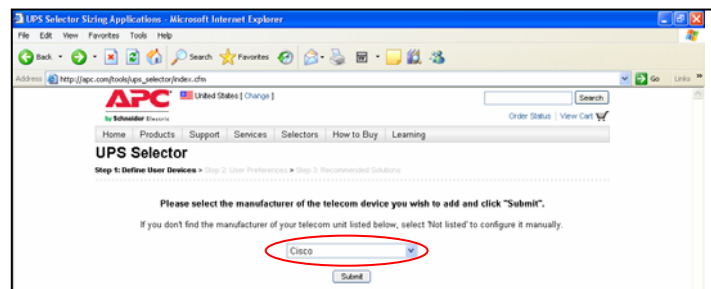 UPS Selector Sizing Applications - Microsoft Internet Explorer
File Edit View Favorites Tools Help
Back Search Favorites
Address http://apc.com/tools/ups_selector/index.cfm Go Links »
APC United States [ Change ] Search
by Schneider Electric Order Status | View Cart
Home Products Support Services Selectors How to Buy Learning
UPS Selector
Step 1: Define User Devices > Step 2: User Preferences > Step 3: Recommended Solutions
Please select the manufacturer of the telecom device you wish to add and click "Submit".
If you don't find the manufacturer of your telecom unit listed below, select 'Not listed' to configure it manually.
Cisco
Submit